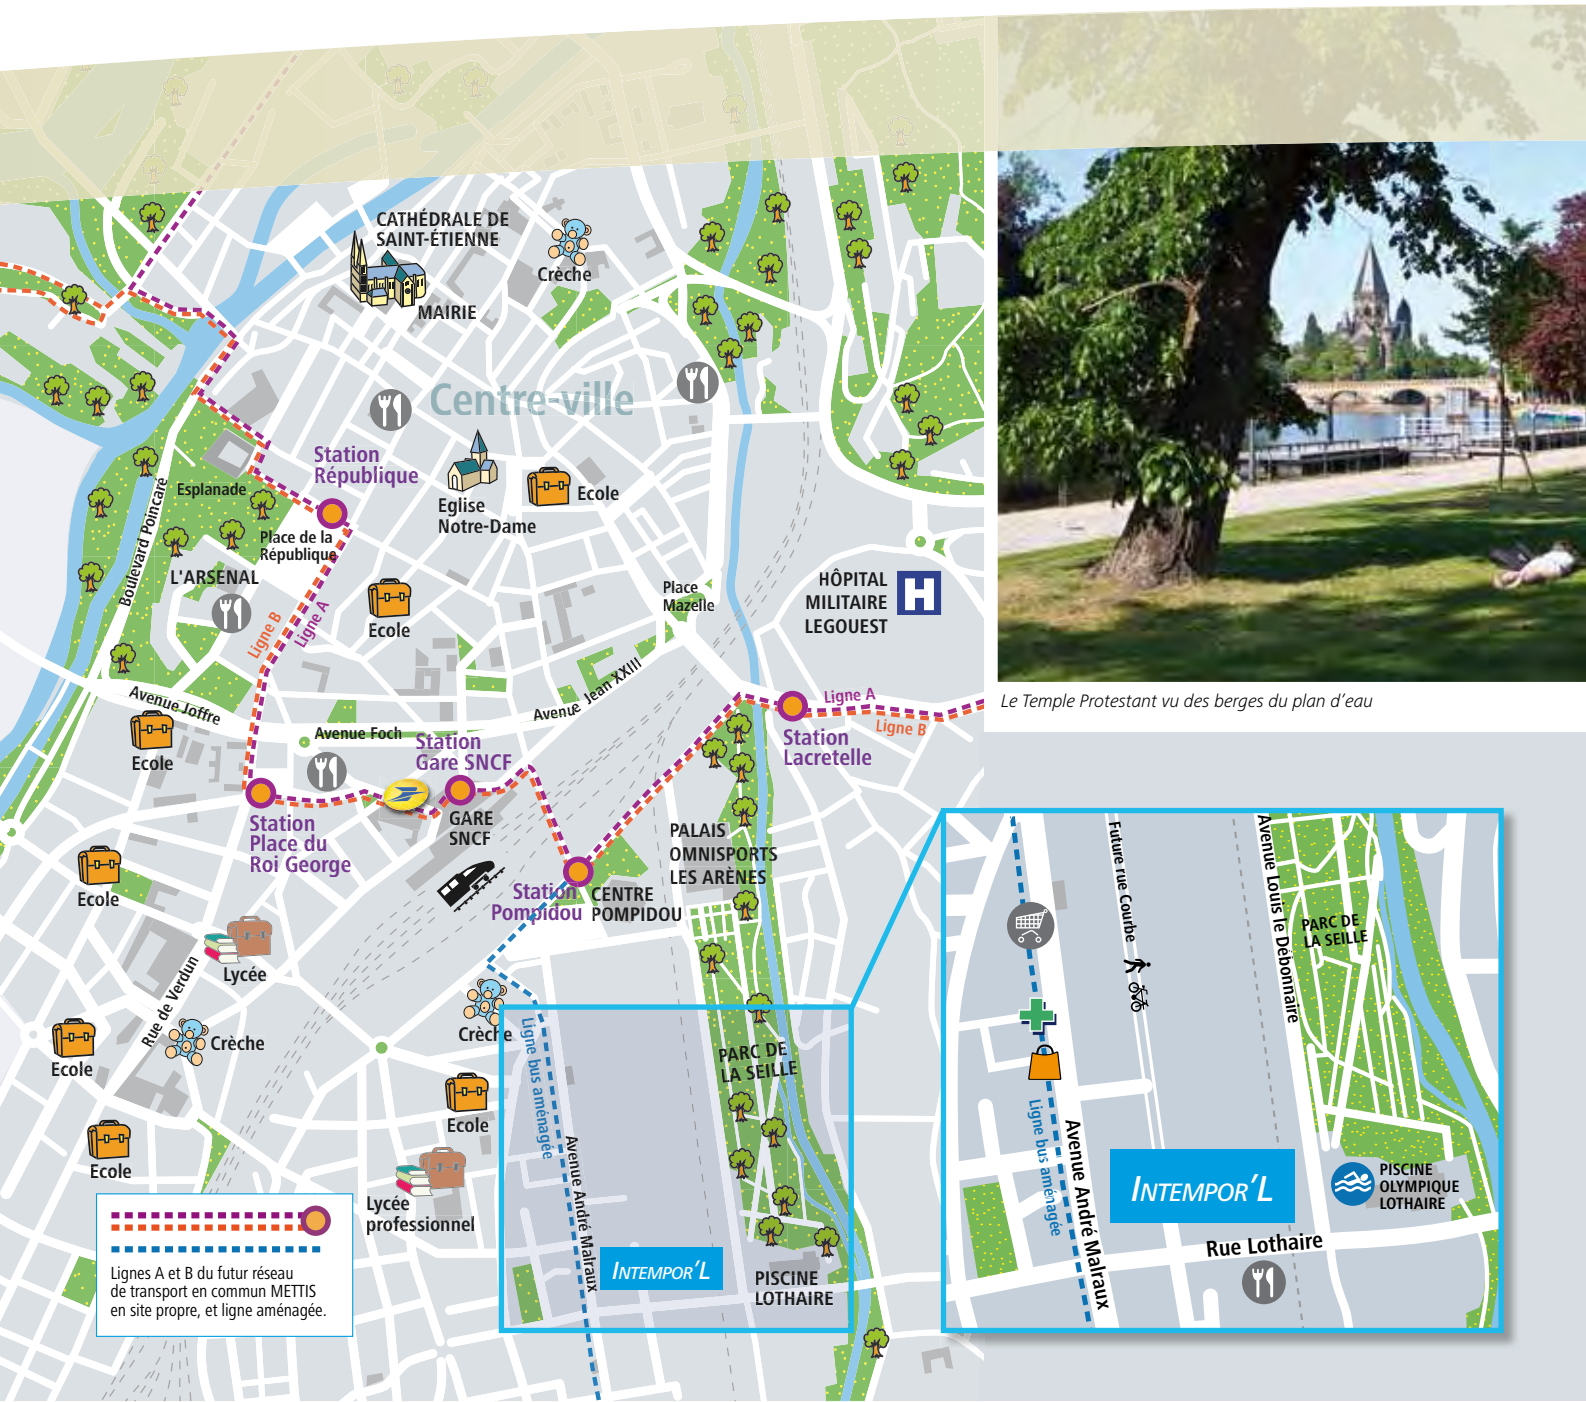 CATHÉDRALE DE
SAINT-ÉTIENNE
Crèche
MAIRIE
Centre-ville
Station
République
Esplanade
Eglise
Notre-Dame
Ecole
Place de la
République
Boulevard Poincaré
L'ARSENAL
Ligne B
Ligne A
Ecole
Place
Mazelle
HÔPITAL
MILITAIRE
LEGOUEST
H
Avenue Joffre
Avenue Jean XXIII
Ligne A
Ligne B
Le Temple Protestant vu des berges du plan d'eau
Ecole
Avenue Foch
Station
Gare SNCF
Station
Lacretelle
Station
Place du
Roi George
GARE
SNCF
PALAIS
OMNISPORTS
LES ARÈNES
Ecole
Station
Pompidou
CENTRE
POMPIDOU
Lycée
Rue de Verdun
Crèche
Crèche
Ecole
Ecole
Ecole
Lycée
professionnel
Ligne bus aménagée
Avenue André Malraux
PARC DE
LA SEILLE
INTEMPOR'L
PISCINE
LOTHAIRE
Lignes A et B du futur réseau
de transport en commun METTIS
en site propre, et ligne aménagée.
Future rue Courbe
Avenue Louis le Débonnaire
PARC DE
LA SEILLE
Ligne bus aménagée
Avenue André Malraux
INTEMPOR'L
PISCINE
OLYMPIQUE
LOTHAIRE
Rue Lothaire